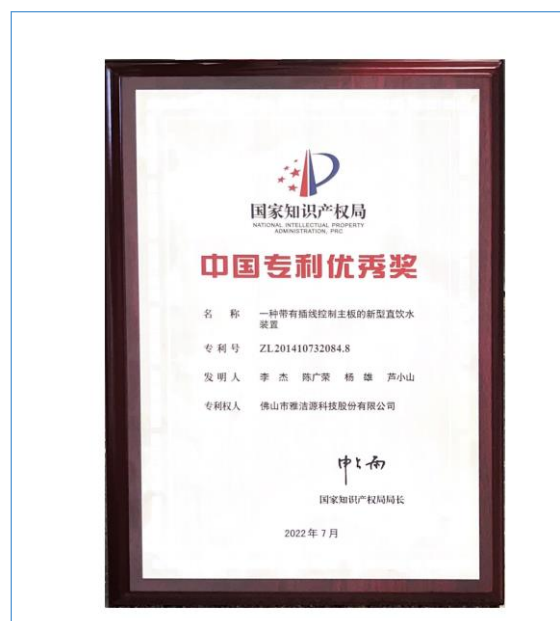 国家知识产权局
NATIONAL INTELLECTUAL PROPERTY
ADMINISTRATION, PRC
中国专利优秀奖
名 称 一种带有插线控制主板的新型直饮水
装置
专 利 号 ZL201410732084.8
发 明 人 李 杰 陈广荣 杨 雄 芦小山
专利权人 佛山市雅洁源科技股份有限公司
申长雨
国家知识产权局局长
2022 年 7 月